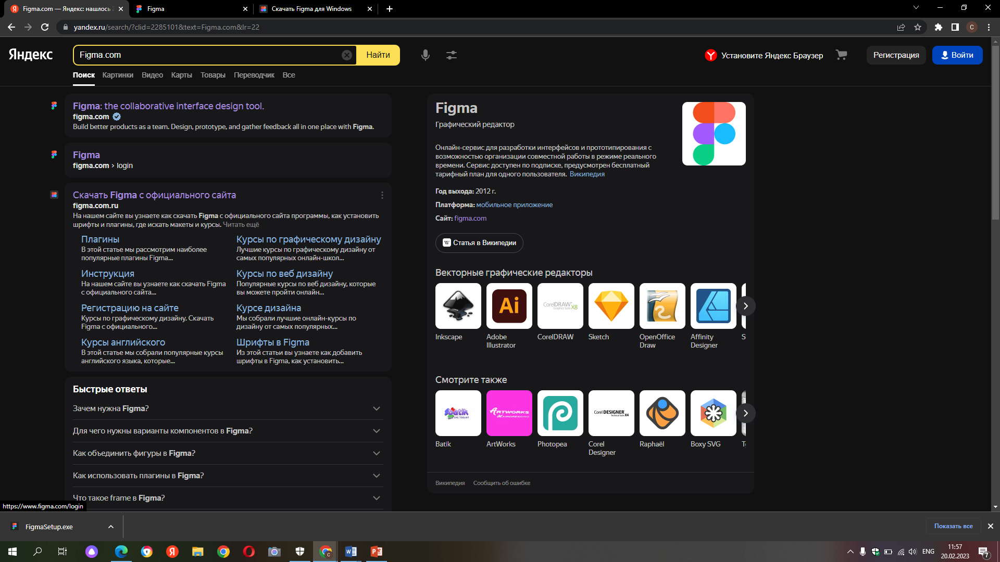 Figma.com — Яндекс: нашлось
Figma
Скачать Figma для Windows
yandex.ru/search/?clid=2285101&text=Figma.com&lr=22
C
Яндекс
Figma.com
Найти
Установите Яндекс Браузер
Регистрация
Войти
Поиск
Картинки
Видео
Карты
Товары
Переводчик
Все
Figma: the collaborative interface design tool.
figma.com
Build better products as a team. Design, prototype, and gather feedback all in one place with Figma.
Figma
figma.com › login
Скачать Figma с официального сайта
figma.com.ru
На нашем сайте вы узнаете как скачать Figma с официального сайта программы, как установить
шрифты и плагины, где искать макеты и курсы. Читать ещё
Плагины
В этой статье мы рассмотрим наиболее
популярные плагины Figma...
Курсы по графическому дизайну
Лучшие курсы по графическому дизайну от
самых популярных онлайн-школ...
Инструкция
На нашем сайте вы узнаете как скачать Figma
с официального сайта...
Курсы по веб дизайну
Популярные курсы по веб дизайну, которые
вы можете пройти онлайн...
Регистрацию на сайте
Курсы по графическому дизайну. Скачать
Figma с официального...
Курсе дизайна
Мы собрали лучшие онлайн-курсы по
дизайну от самых популярных...
Курсы английского
В этой статье мы собрали популярные курсы
английского языка, которые...
Шрифты в Figma
Из этой статьи вы узнаете как добавить
шрифты в Figma, как установить...
Быстрые ответы
Зачем нужна Figma?
Для чего нужны варианты компонентов в Figma?
Как объединить фигуры в Figma?
Как использовать плагины в Figma?
Что такое frame в Figma?
https://www.figma.com/login
Figma
Графический редактор
Онлайн-сервис для разработки интерфейсов и прототипирования с
возможностью организации совместной работы в режиме реального
времени. Сервис доступен по подписке, предусмотрен бесплатный
тарифный план для одного пользователя. Википедия
Год выхода: 2012 г.
Платформа: мобильное приложение
Сайт: figma.com
W Статья в Википедии
Векторные графические редакторы
Ai
CorelDRAW
Graphics Suite X8
Inkscape
Adobe
Illustrator
CorelDRAW
Sketch
OpenOffice
Draw
Affinity
Designer
S
Смотрите также
Batik
SVG TOOLKIT
ARTWORKS
HAIRDRESSING
Corel DESIGNER
Technical Suite X4
Batik
ArtWorks
Photopea
Corel
Designer
Raphaël
Boxy SVG
Википедия
Сообщить об ошибке
FigmaSetup.exe
Показать все
ENG
11:57
20.02.2023
7